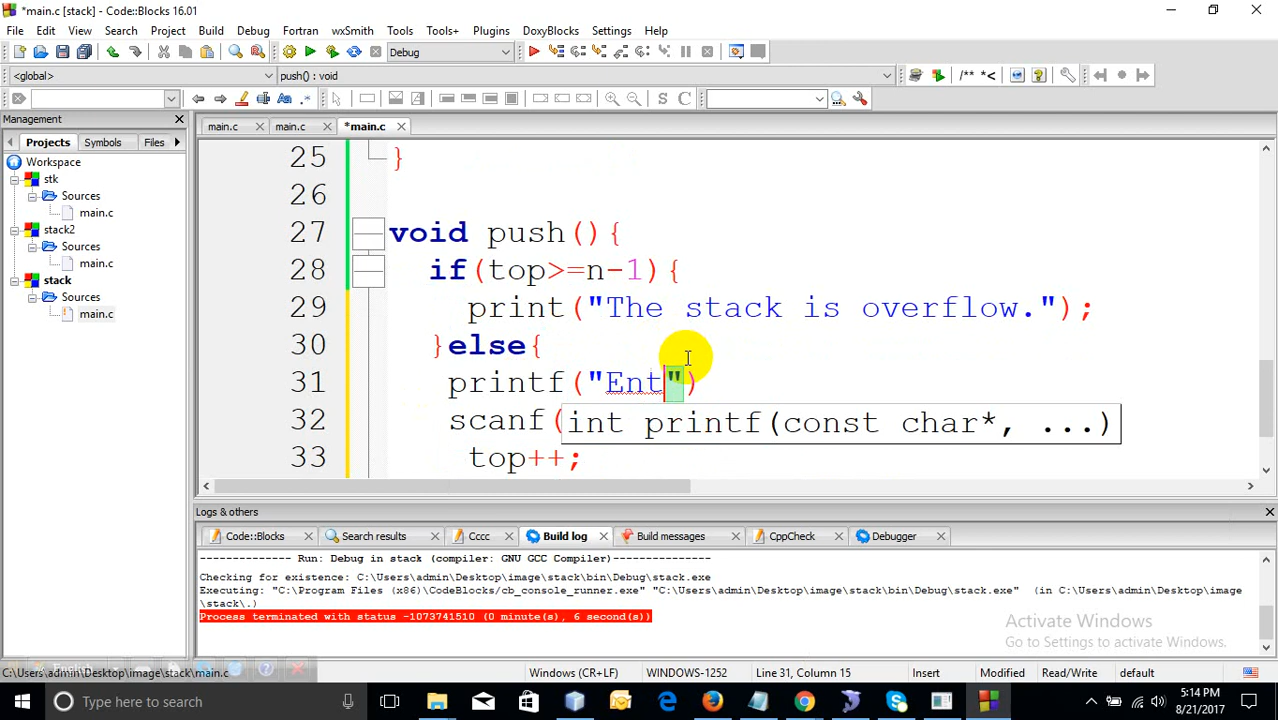 *main.c [stack] - Code::Blocks 16.01
File Edit View Search Project Build Debug Fortran wxSmith Tools Tools+ Plugins DoxyBlocks Settings Help
Debug
<global>
push() : void
/** *<
Aa .*
S C
Management
Projects Symbols Files
Workspace
stk
Sources
main.c
stack2
Sources
main.c
stack
Sources
main.c
main.c main.c *main.c
25 }
26
27 void push(){
28 if(top>=n-1){
29 print("The stack is overflow.");
30 }else{
31 printf("Ent")
32 scanf(
int printf(const char*, ...)
33 top++;
Logs & others
Code::Blocks Search results Cccc Build log Build messages CppCheck Debugger
-------------- Run: Debug in stack (compiler: GNU GCC Compiler)---------------
Checking for existence: C:\Users\admin\Desktop\image\stack\bin\Debug\stack.exe
Executing: "C:\Program Files (x86)\CodeBlocks/cb_console_runner.exe" "C:\Users\admin\Desktop\image\stack\bin\Debug\stack.exe"  (in C:\Users\admin\Desktop\image
\stack\.)
Process terminated with status -1073741510 (0 minute(s), 6 second(s))
Activate Windows
Go to Settings to activate Windows.
English
C:\Users\admin\Desktop\image\stack\main.c Windows (CR+LF) WINDOWS-1252 Line 31, Column 15 Insert Modified Read/Write default
Type here to search
5:14 PM
8/21/2017